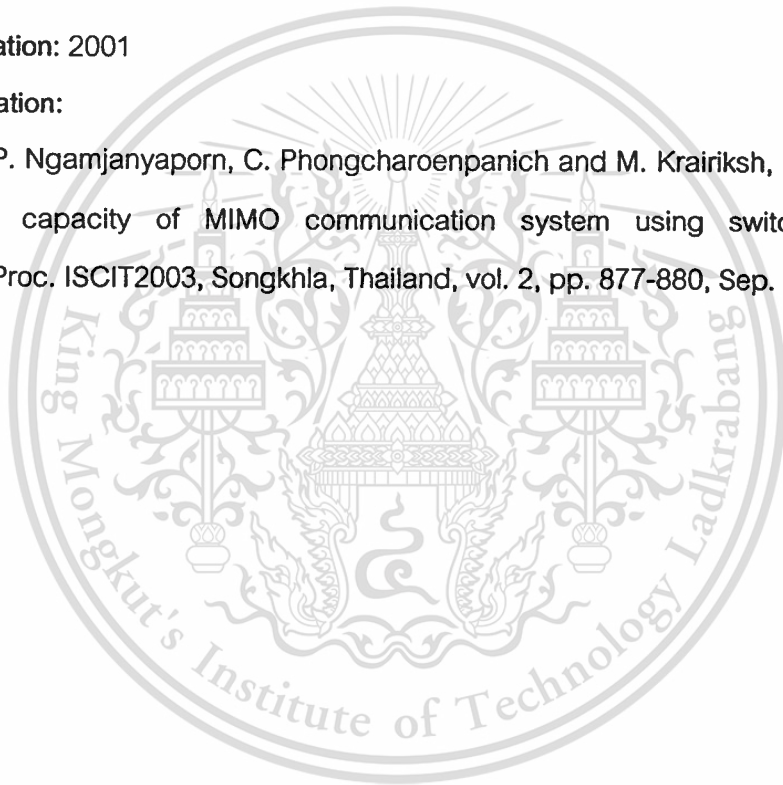 ation: 2001
ation:
P. Ngamjanyaporn, C. Phongcharoenpanich and M. Krairiksh,
capacity of MIMO communication system using switc
Proc. ISCIT2003, Songkhla, Thailand, vol. 2, pp. 877-880, Sep.
King Mongkut's Institute of Technology Ladkrabang